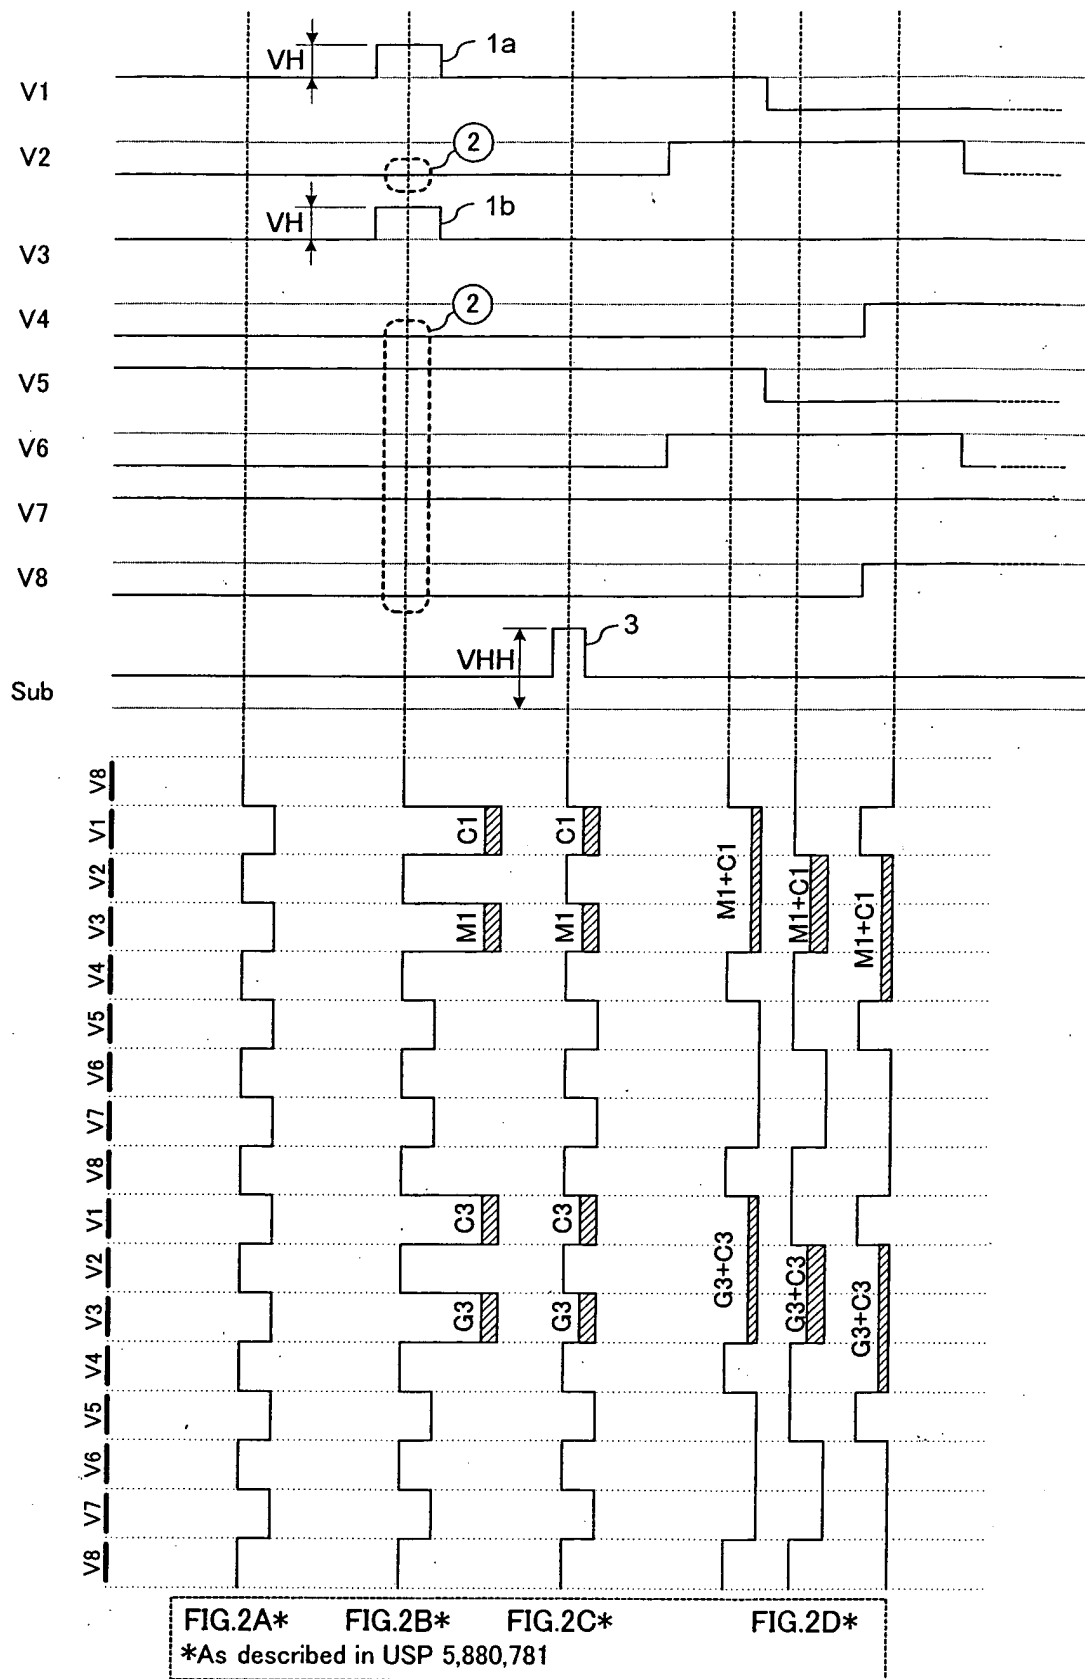 VH
1a
V1
V2
2
VH
1b
V3
V4
2
V5
V6
V7
V8
3
VHH
Sub
V8
V1
C1
C1
M1+C1
V2
M1+C1
V3
M1
M1
M1+C1
V4
V5
V6
V7
V8
V1
C3
C3
G3+C3
V2
G3+C3
V3
G3
G3
G3+C3
V4
V5
V6
V7
V8
FIG.2A* FIG.2B* FIG.2C* FIG.2D*
*As described in USP 5,880,781